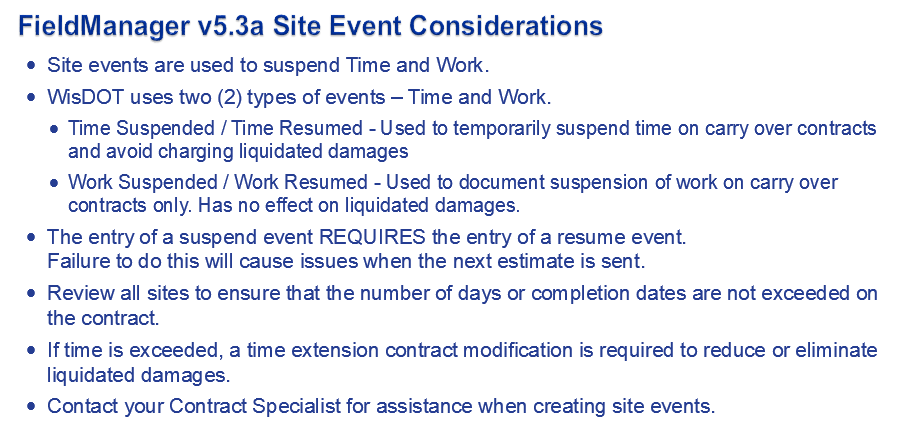 FieldManager v5.3a Site Event Considerations
• Site events are used to suspend Time and Work.
• WisDOT uses two (2) types of events – Time and Work.
• Time Suspended / Time Resumed - Used to temporarily suspend time on carry over contracts
and avoid charging liquidated damages
• Work Suspended / Work Resumed - Used to document suspension of work on carry over
contracts only. Has no effect on liquidated damages.
• The entry of a suspend event REQUIRES the entry of a resume event.
Failure to do this will cause issues when the next estimate is sent.
• Review all sites to ensure that the number of days or completion dates are not exceeded on
the contract.
• If time is exceeded, a time extension contract modification is required to reduce or eliminate
liquidated damages.
• Contact your Contract Specialist for assistance when creating site events.